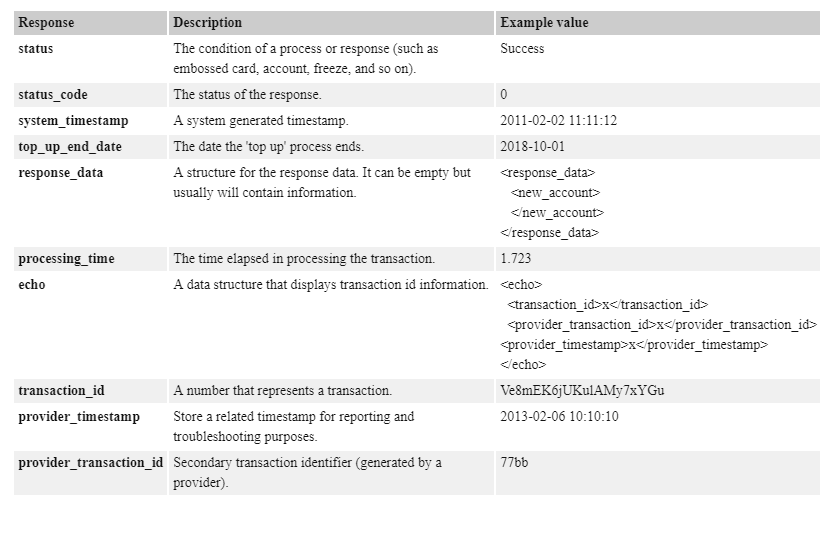 Response Description Example value
status The condition of a process or response (such as Success
embossed card, account, freeze, and so on).
status_code The status of the response. 0
system_timestamp A system generated timestamp. 2011-02-02 11:11:12
top_up_end_date The date the 'top up' process ends. 2018-10-01
response_data A structure for the response data. It can be empty but <response_data>
usually will contain information. <new_account>
</new_account>
</response_data>
processing_time The time elapsed in processing the transaction. 1.723
echo A data structure that displays transaction id information. <echo>
<transaction_id>x</transaction_id>
<provider_transaction_id>x</provider_transaction_id>
<provider_timestamp>x</provider_timestamp>
</echo>
transaction_id A number that represents a transaction. Ve8mEK6jUKulAMy7xYGu
provider_timestamp Store a related timestamp for reporting and 2013-02-06 10:10:10
troubleshooting purposes.
provider_transaction_id Secondary transaction identifier (generated by a 77bb
provider).